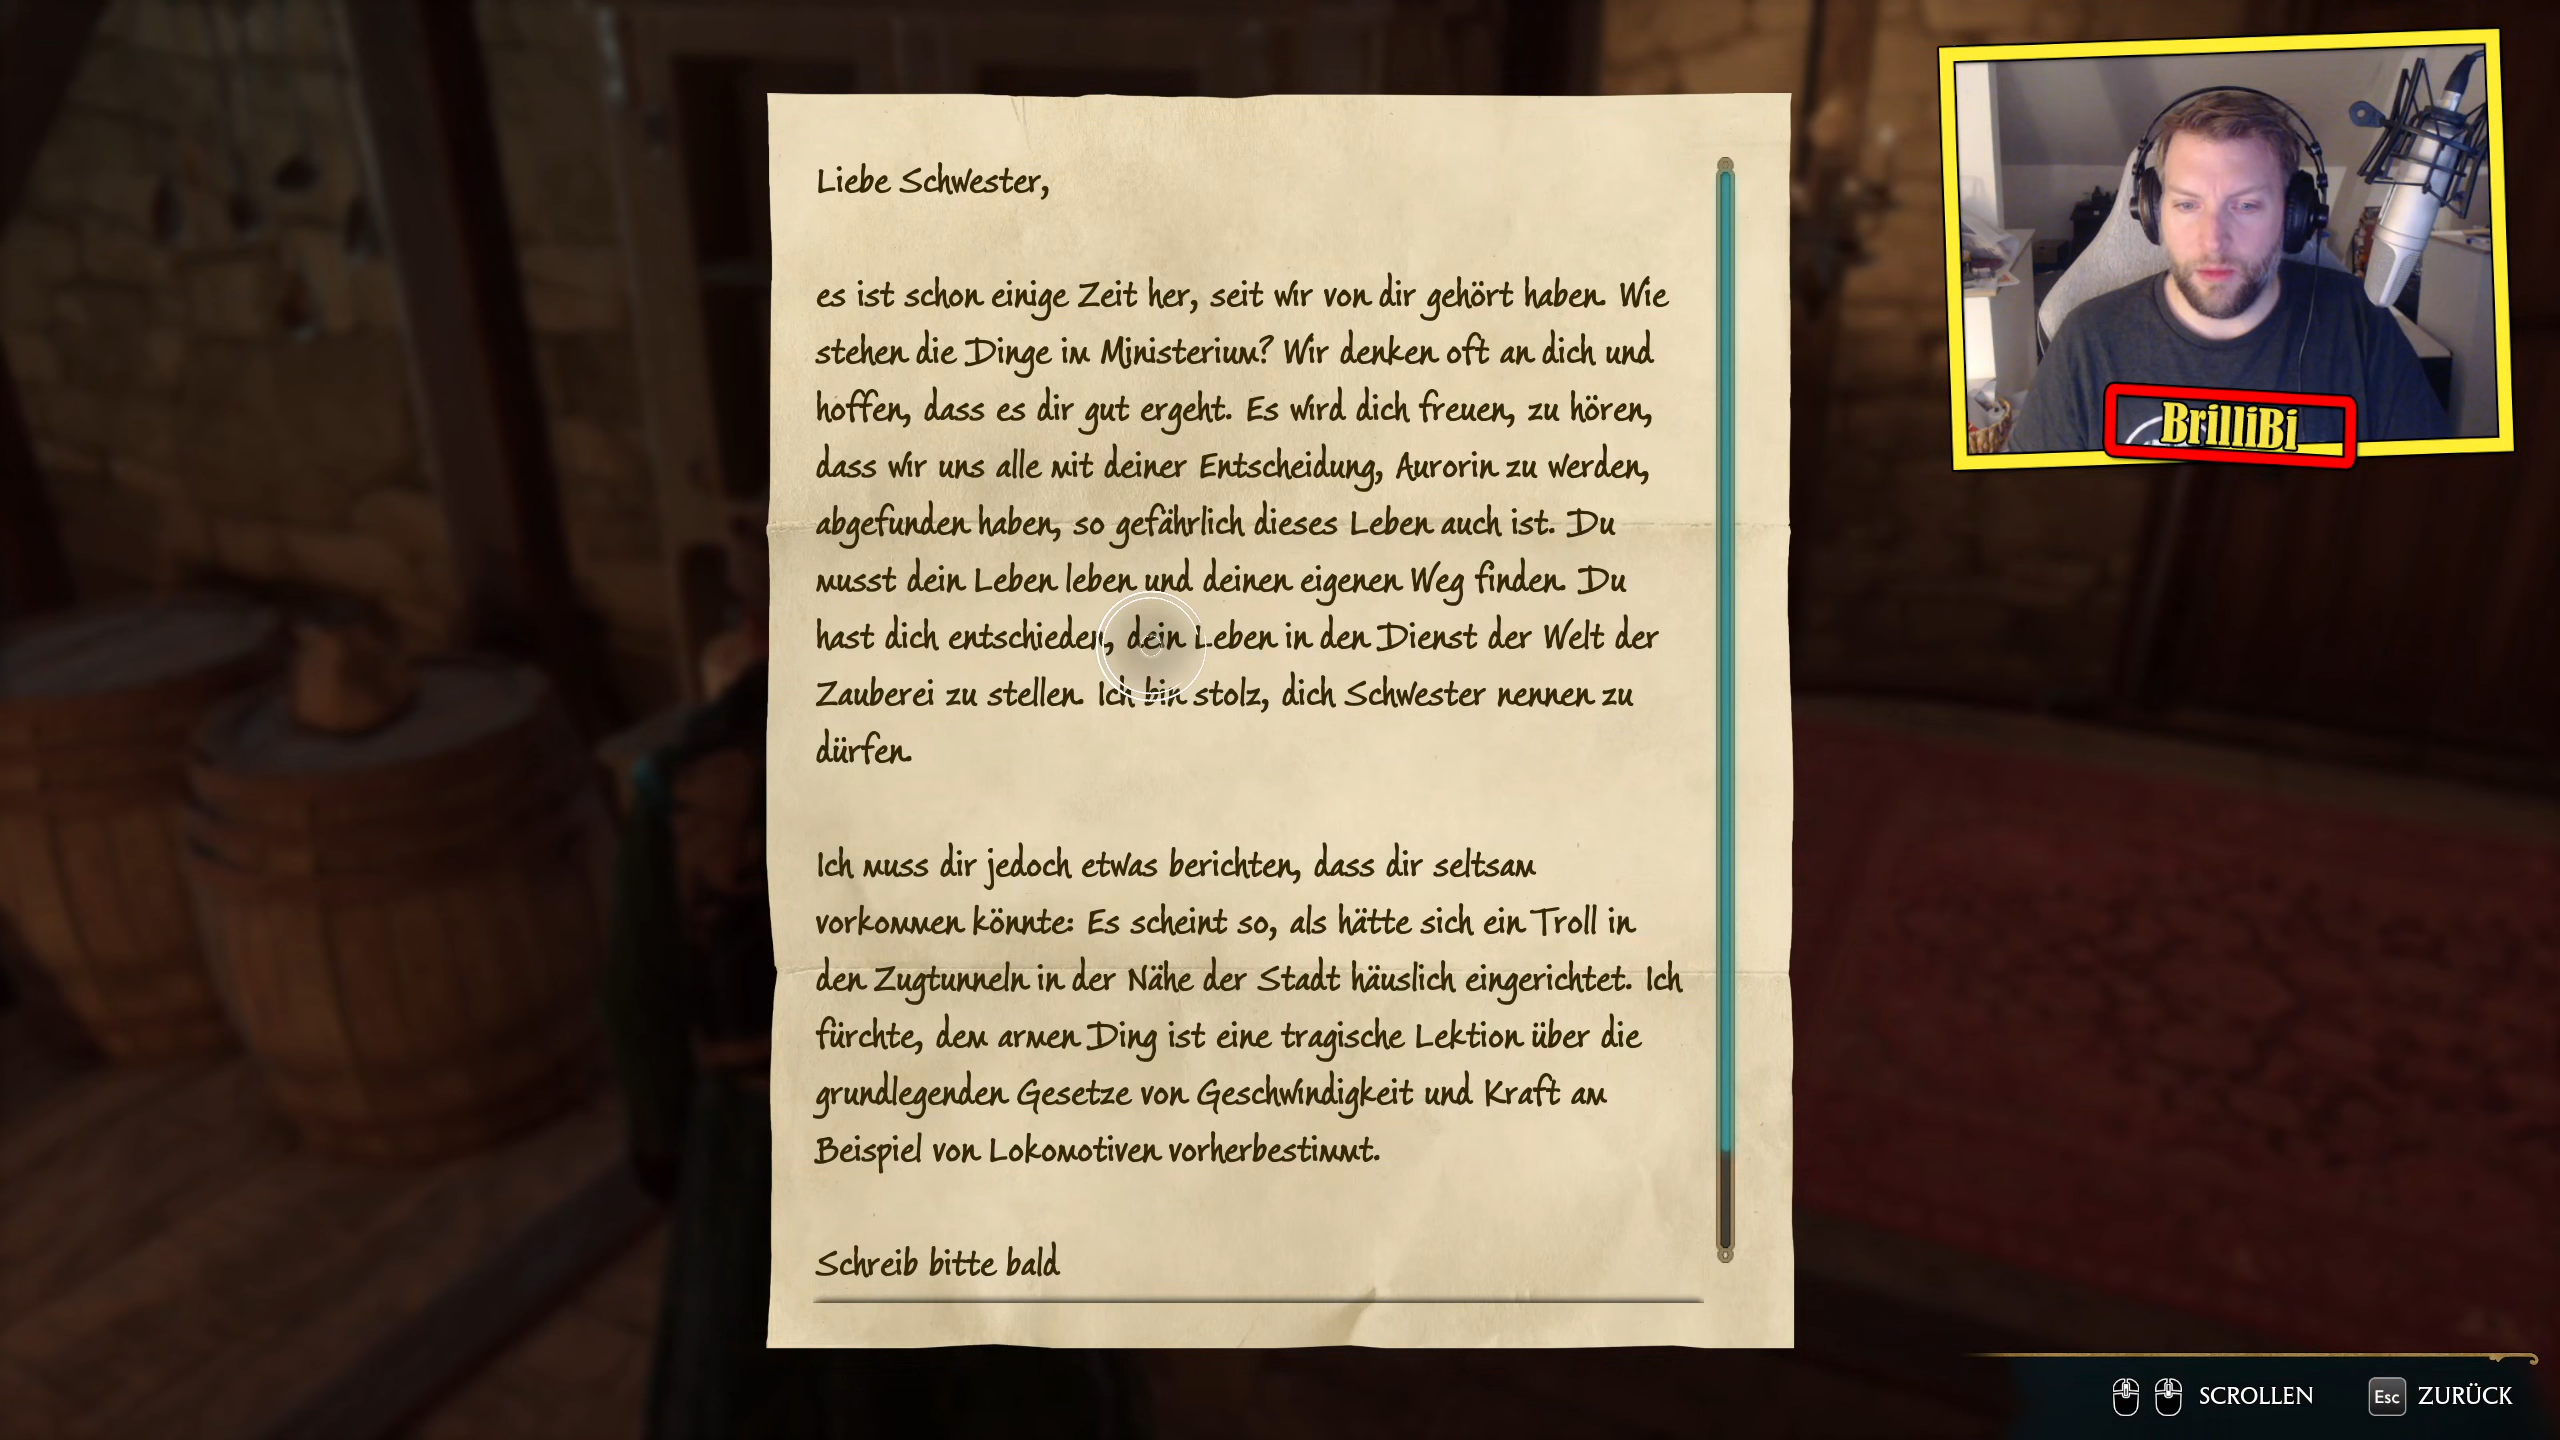 Liebe Schwester,
es ist schon einige Zeit her, seit wir von dir gehört haben. Wie
stehen die Dinge im Ministerium? Wir denken oft an dich und
hoffen, dass es dir gut ergeht. Es wird dich freuen, zu hören,
dass wir uns alle mit deiner Entscheidung, Aurorin zu werden,
abgefunden haben, so gefährlich dieses Leben auch ist. Du
musst dein Leben leben und deinen eigenen Weg finden. Du
hast dich entschieden, dein Leben in den Dienst der Welt der
Zauberei zu stellen. Ich bin stolz, dich Schwester nennen zu
dürfen.
Ich muss dir jedoch etwas berichten, dass dir seltsam
vorkommen könnte: Es scheint so, als hätte sich ein Troll in
den Zugtunneln in der Nähe der Stadt häuslich eingerichtet. Ich
fürchte, dem armen Ding ist eine tragische Lektion über die
grundlegenden Gesetze von Geschwindigkeit und Kraft am
Beispiel von Lokomotiven vorherbestimmt.
Schreib bitte bald
BrilliBi
SCROLLEN
Esc ZURÜCK